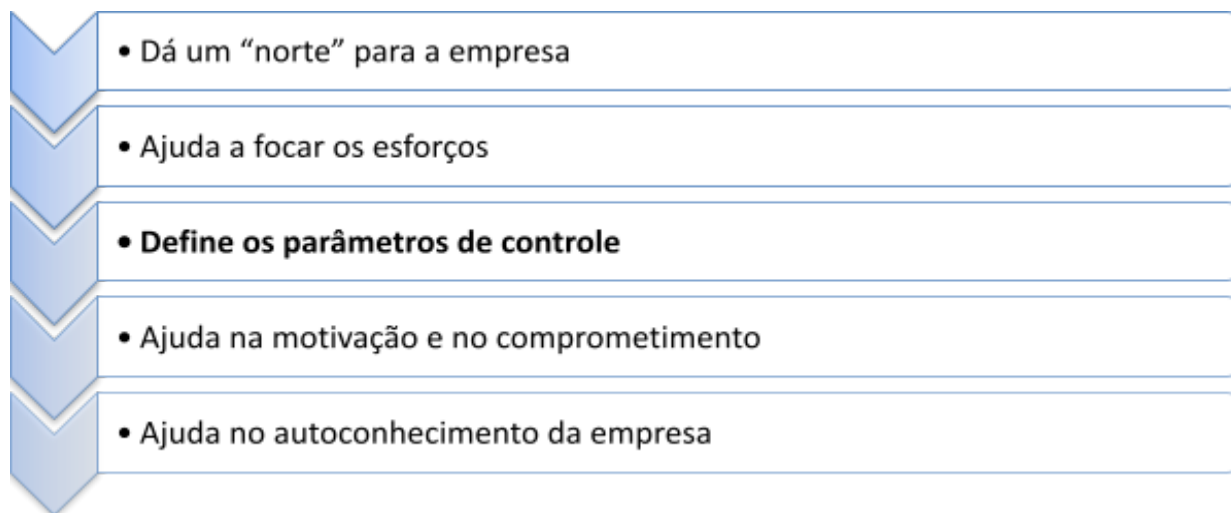 • Dá um “norte” para a empresa
• Ajuda a focar os esforços
• Define os parâmetros de controle
• Ajuda na motivação e no comprometimento
• Ajuda no autoconhecimento da empresa